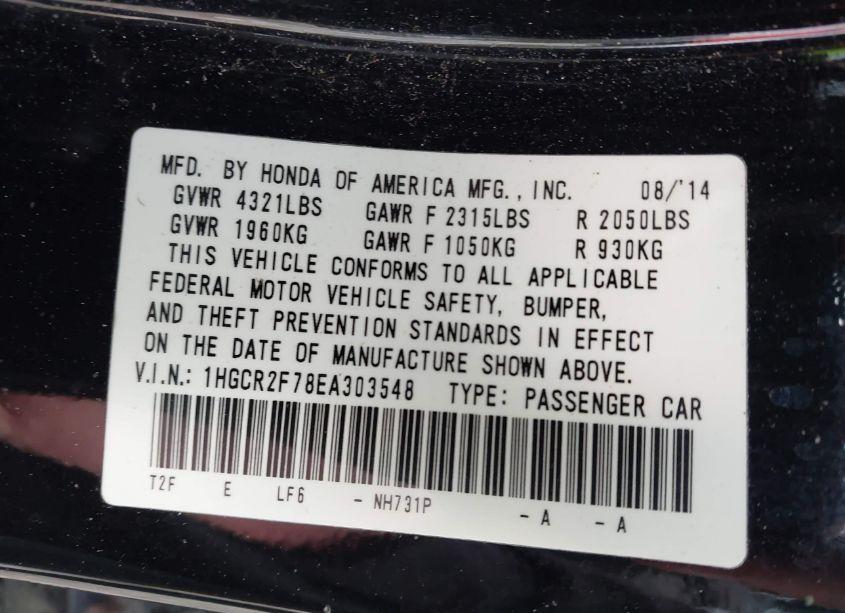 MFD. BY HONDA OF AMERICA MFG., INC. 08/'14
GVWR 4321LBS GAWR F 2315LBS R 2050LBS
GVWR 1960KG GAWR F 1050KG R 930KG
THIS VEHICLE CONFORMS TO ALL APPLICABLE
FEDERAL MOTOR VEHICLE SAFETY, BUMPER,
AND THEFT PREVENTION STANDARDS IN EFFECT
ON THE DATE OF MANUFACTURE SHOWN ABOVE.
V.I.N.: 1HGCR2F78EA303548 TYPE: PASSENGER CAR
T2F E LF6 - NH731P - A - A